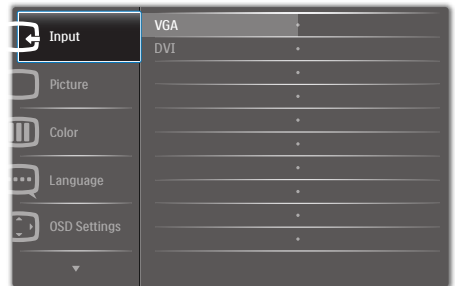 Input
Picture
Color
Language
OSD Settings
VGA
DVI